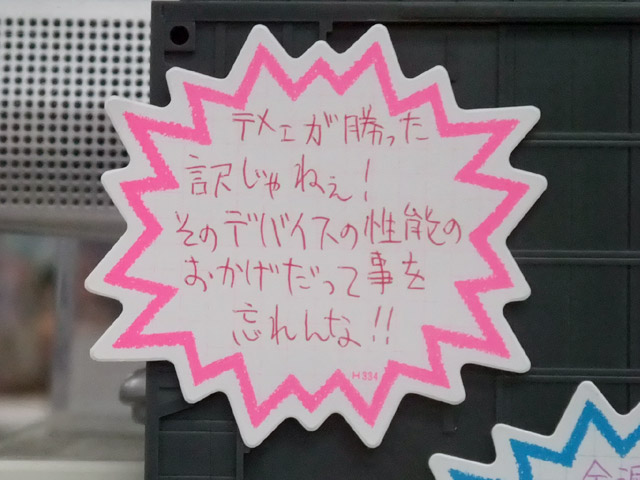 テメェが勝った
訳じゃねぇ！
そのデバイスの性能の
おかげだって事を
忘れんな!!
H394